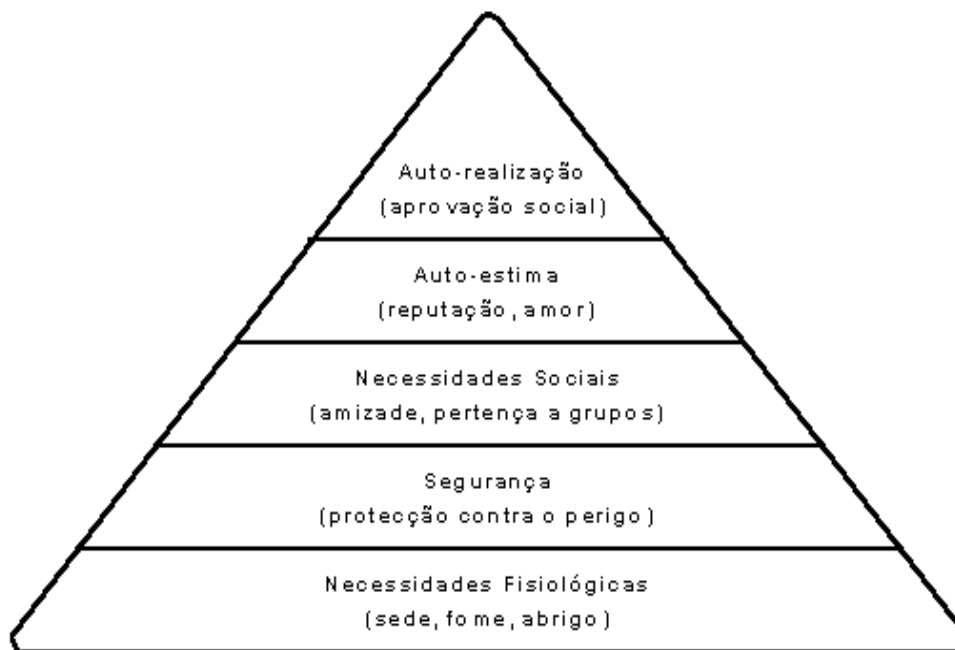 Auto-realização
(aprovação social)
Auto-estima
(reputação, amor)
Necessidades Sociais
(amizade, pertença a grupos)
Segurança
(protecção contra o perigo)
Necessidades Fisiológicas
(sede, fome, abrigo)